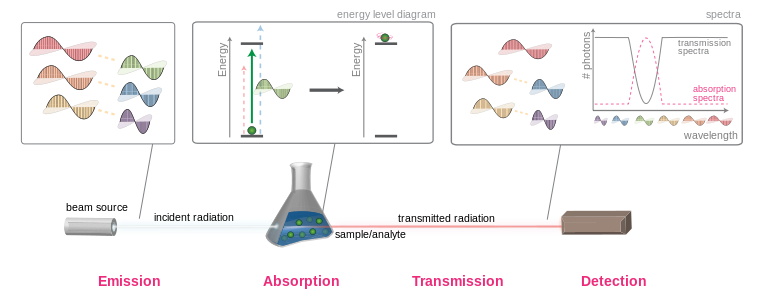 energy level diagram
spectra
Energy
Energy
# photons
transmission
spectra
absorption
spectra
wavelength
beam source
incident radiation
transmitted radiation
sample/analyte
Emission
Absorption
Transmission
Detection